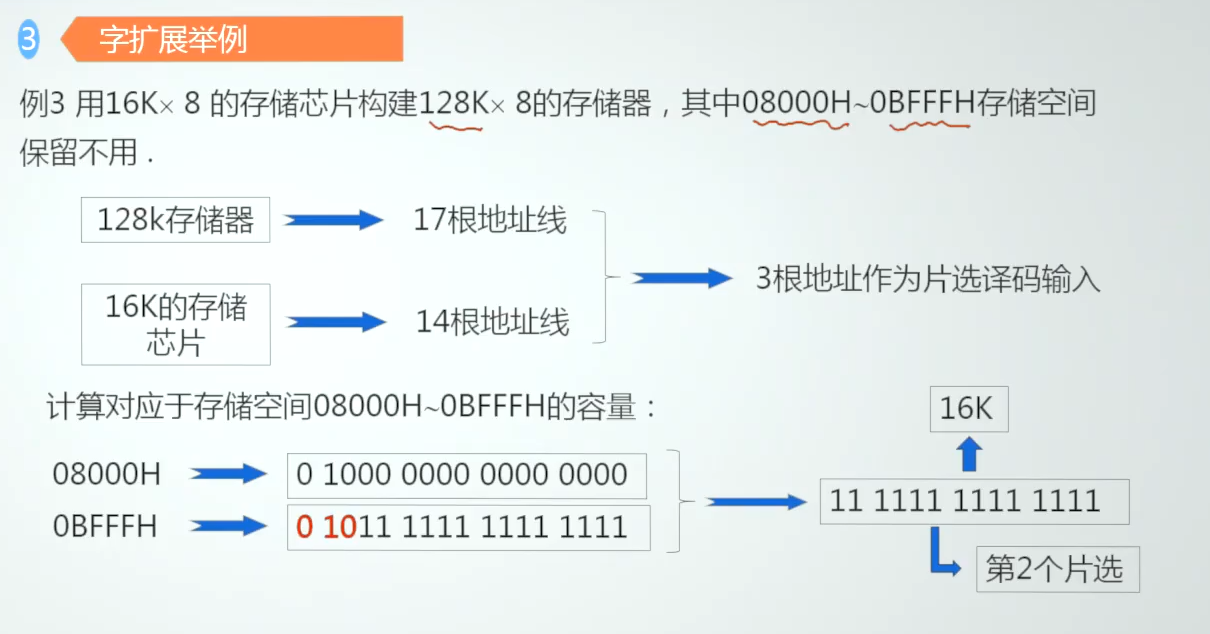 3 字扩展举例
例3 用16K× 8 的存储芯片构建128K× 8的存储器，其中08000H~0BFFFH存储空间
保留不用 .
128k存储器
17根地址线
3根地址作为片选译码输入
16K的存储
芯片
14根地址线
计算对应于存储空间08000H~0BFFFH的容量：
16K
08000H
0 1000 0000 0000 0000
11 1111 1111 1111
0BFFFH
0 1011 1111 1111 1111
第2个片选